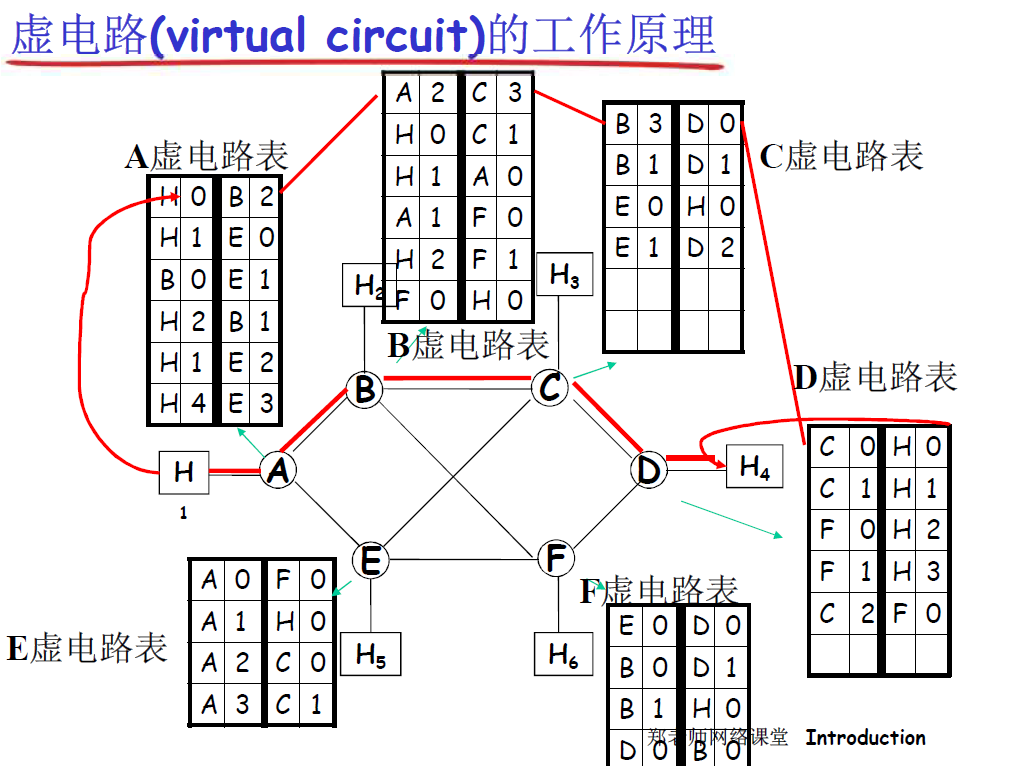 虚电路(virtual circuit)的工作原理
A虚电路表
H 0 B 2
H 1 E 0
B 0 E 1
H 2 B 1
H 1 E 2
H 4 E 3
A 2 C 3
H 0 C 1
H 1 A 0
A 1 F 0
H 2 F 1
F 0 H 0
B虚电路表
B 3 D 0
B 1 D 1
E 0 H 0
E 1 D 2
C虚电路表
H2
H3
B
C
D虚电路表
C 0 H 0
C 1 H 1
F 0 H 2
F 1 H 3
C 2 F 0
H
1
A
D
H4
E
F
E虚电路表
A 0 F 0
A 1 H 0
A 2 C 0
A 3 C 1
H5
H6
F虚电路表
E 0 D 0
B 0 D 1
B 1 H 0
D 0 B 0
郑老师网络课堂 Introduction